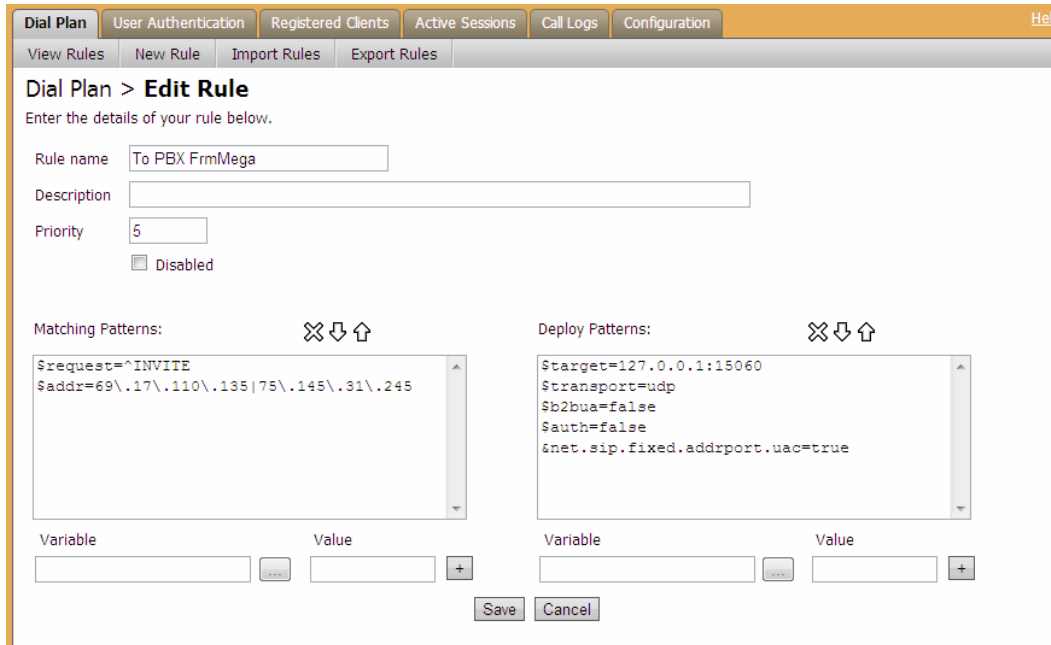 Dial Plan User Authentication Registered Clients Active Sessions Call Logs Configuration
View Rules New Rule Import Rules Export Rules
Dial Plan > Edit Rule
Enter the details of your rule below.
Rule name To PBX FrmMega
Description
Priority 5
Disabled
Matching Patterns:
$request=^INVITE
$addr=69\.17\.110\.135|75\.145\.31\.245
Variable Value
... +
Deploy Patterns:
$target=127.0.0.1:15060
$transport=udp
$b2bua=false
$auth=false
&net.sip.fixed.addrport.uac=true
Variable Value
... +
Save Cancel